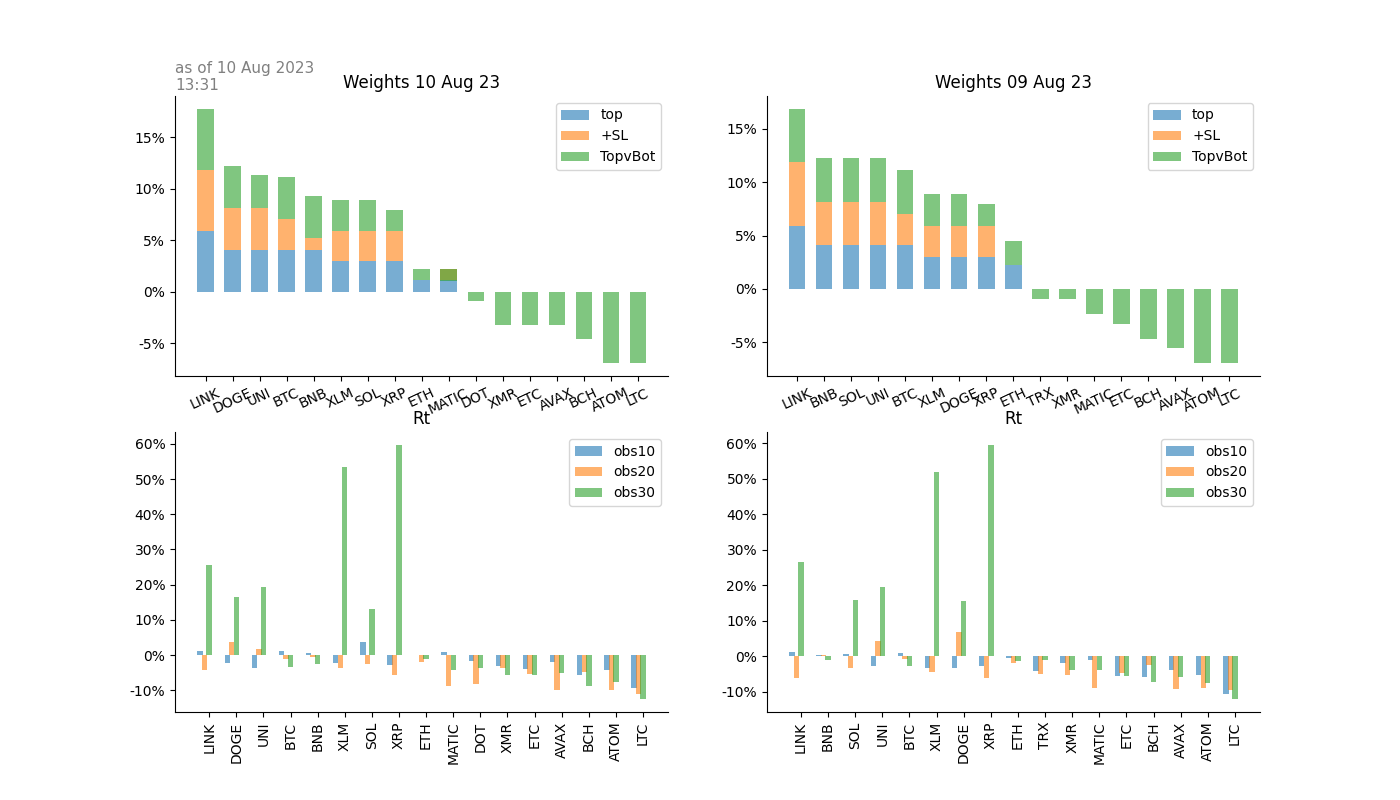 as of 10 Aug 2023
13:31
Weights 10 Aug 23
top
+SL
TopvBot
15%
10%
5%
0%
-5%
LINK DOGE UNI BTC BNB XLM SOL XRP ETH MATIC DOT XMR ETC AVAX BCH ATOM LTC
Weights 09 Aug 23
top
+SL
TopvBot
15%
10%
5%
0%
-5%
LINK BNB SOL UNI BTC XLM DOGE XRP ETH TRX XMR MATIC ETC BCH AVAX ATOM LTC
Rt
obs10
obs20
obs30
60%
50%
40%
30%
20%
10%
0%
-10%
LINK DOGE UNI BTC BNB XLM SOL XRP ETH MATIC DOT XMR ETC AVAX BCH ATOM LTC
Rt
obs10
obs20
obs30
60%
50%
40%
30%
20%
10%
0%
-10%
LINK BNB SOL UNI BTC XLM DOGE XRP ETH TRX XMR MATIC ETC BCH AVAX ATOM LTC